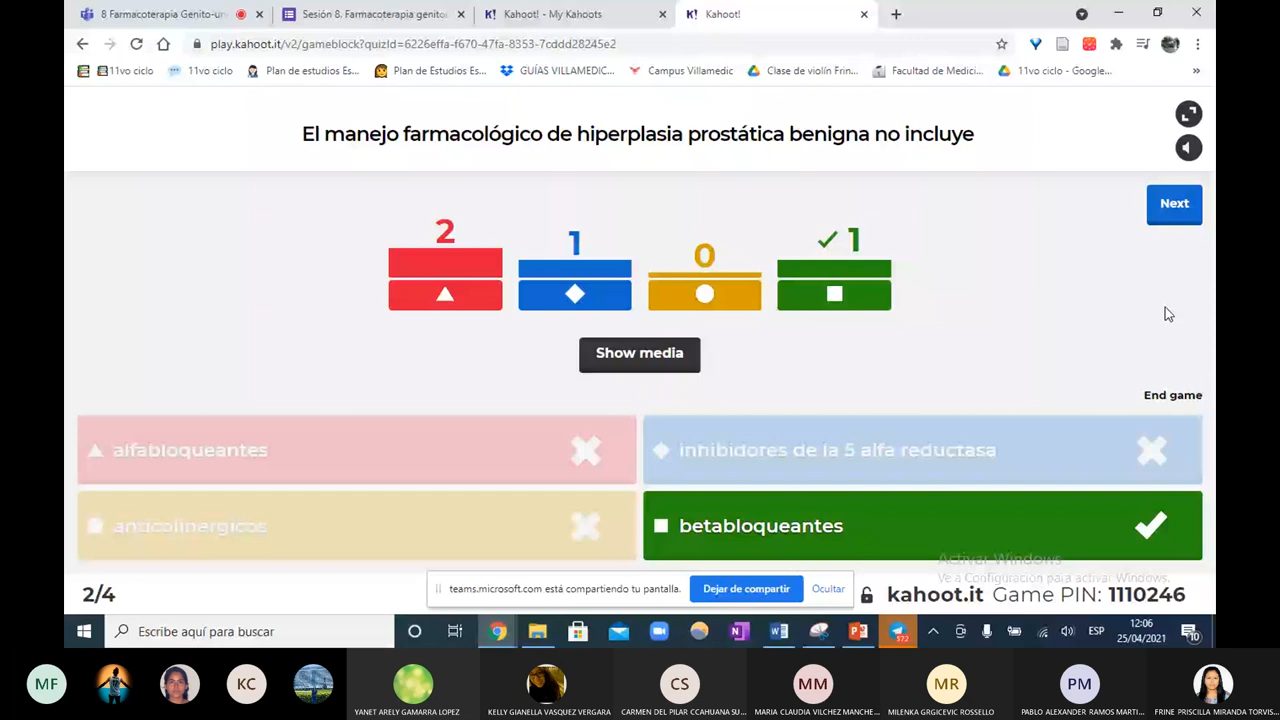 8 Farmacoterapia Genito-uri
Sesión 8. Farmacoterapia genito
K! Kahoot! - My Kahoots
K! Kahoot!
play.kahoot.it/v2/gameblock?quizId=6226effa-f670-47fa-8353-7cddd28245e2
11vo ciclo
11vo ciclo
Plan de estudios Es...
Plan de Estudios Es...
GUÍAS VILLAMEDIC...
Campus Villamedic
Clase de violín Frin...
Facultad de Medici...
11vo ciclo - Google...
El manejo farmacológico de hiperplasia prostática benigna no incluye
Next
2
1
0
1
Show media
End game
alfabloqueantes
inhibidores de la 5 alfa reductasa
anticolinergicos
betabloqueantes
Activar Windows
Ve a Configuración para activar Windows.
2/4
teams.microsoft.com está compartiendo tu pantalla.
Dejar de compartir
Ocultar
kahoot.it Game PIN: 1110246
Escribe aquí para buscar
572
ESP
12:06
25/04/2021
10
MF
KC
CS
MM
MR
PM
YANET ARELY GAMARRA LOPEZ
KELLY GIANELLA VASQUEZ VERGARA
CARMEN DEL PILAR CCAHUANA SU...
MARIA CLAUDIA VILCHEZ MANCHE...
MILENKA GRGICEVIC ROSSELLO
PABLO ALEXANDER RAMOS MARTI...
FRINE PRISCILLA MIRANDA TORVIS...